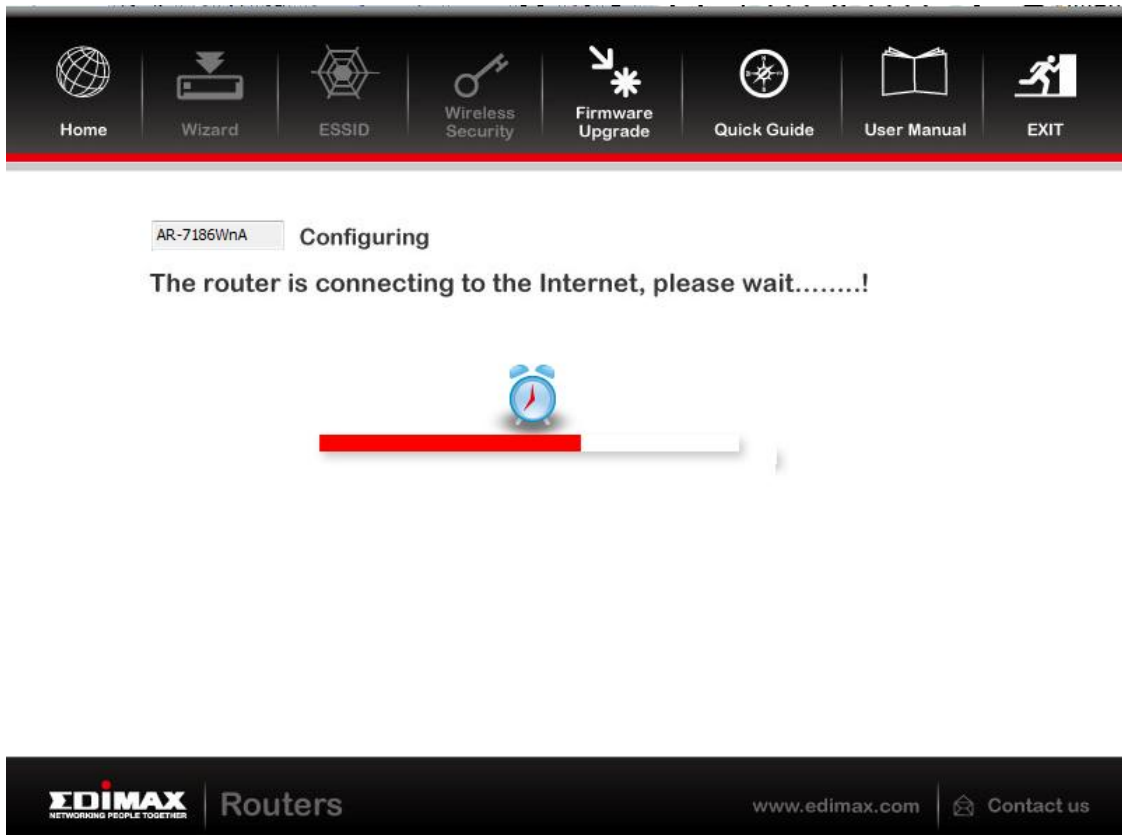 Home
Wizard
ESSID
Wireless
Security
Firmware
Upgrade
Quick Guide
User Manual
EXIT
AR-7186WnA
Configuring
The router is connecting to the Internet, please wait........!
EDIMAX
NETWORKING PEOPLE TOGETHER
Routers
www.edimax.com
Contact us